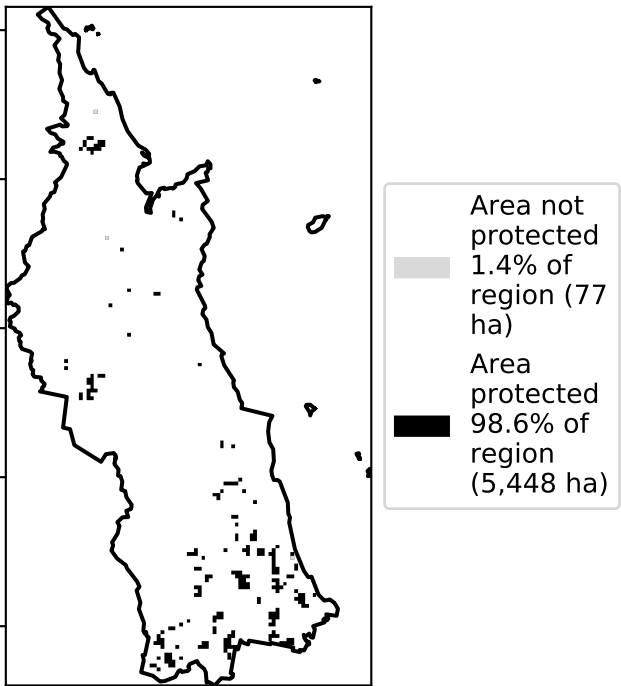 Area not
protected
1.4% of
region (77
ha)
Area
protected
98.6% of
region
(5,448 ha)